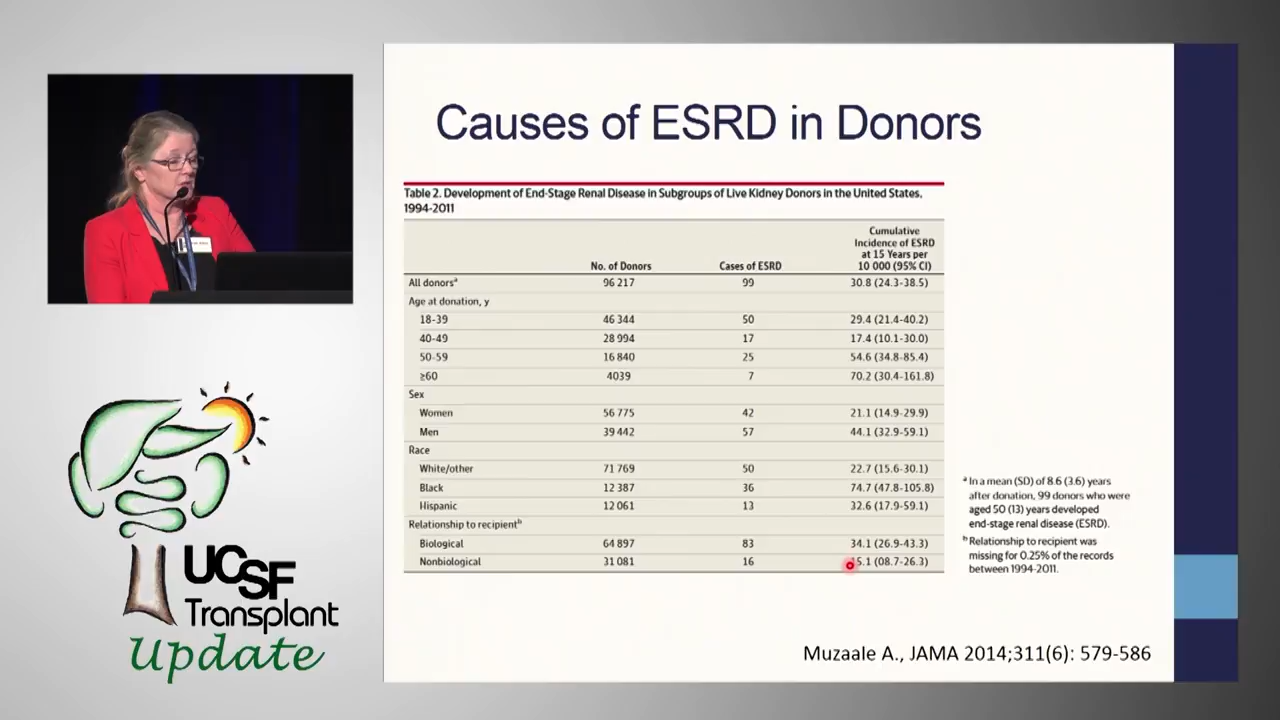 Causes of ESRD in Donors
Table 2. Development of End-Stage Renal Disease in Subgroups of Live Kidney Donors in the United States,
1994-2011
No. of Donors Cases of ESRD Cumulative Incidence of ESRD at 15 Years per 10 000 (95% CI)
All donorsᵃ 96 217 99 30.8 (24.3-38.5)
Age at donation, y
18-39 46 344 50 29.4 (21.4-40.2)
40-49 28 994 17 17.4 (10.1-30.0)
50-59 16 840 25 54.6 (34.8-85.4)
≥60 4039 7 70.2 (30.4-161.8)
Sex
Women 56 775 42 21.1 (14.9-29.9)
Men 39 442 57 44.1 (32.9-59.1)
Race
White/other 71 769 50 22.7 (15.6-30.1)
Black 12 387 36 74.7 (47.8-105.8)
Hispanic 12 061 13 32.6 (17.9-59.1)
Relationship to recipientᵇ
Biological 64 897 83 34.1 (26.9-43.3)
Nonbiological 31 081 16 15.1 (08.7-26.3)
ᵃ In a mean (SD) of 8.6 (3.6) years
after donation, 99 donors who were
aged 50 (13) years developed
end-stage renal disease (ESRD).
ᵇ Relationship to recipient was
missing for 0.25% of the records
between 1994-2011.
Muzaale A., JAMA 2014;311(6): 579-586
UCSF
Transplant
Update